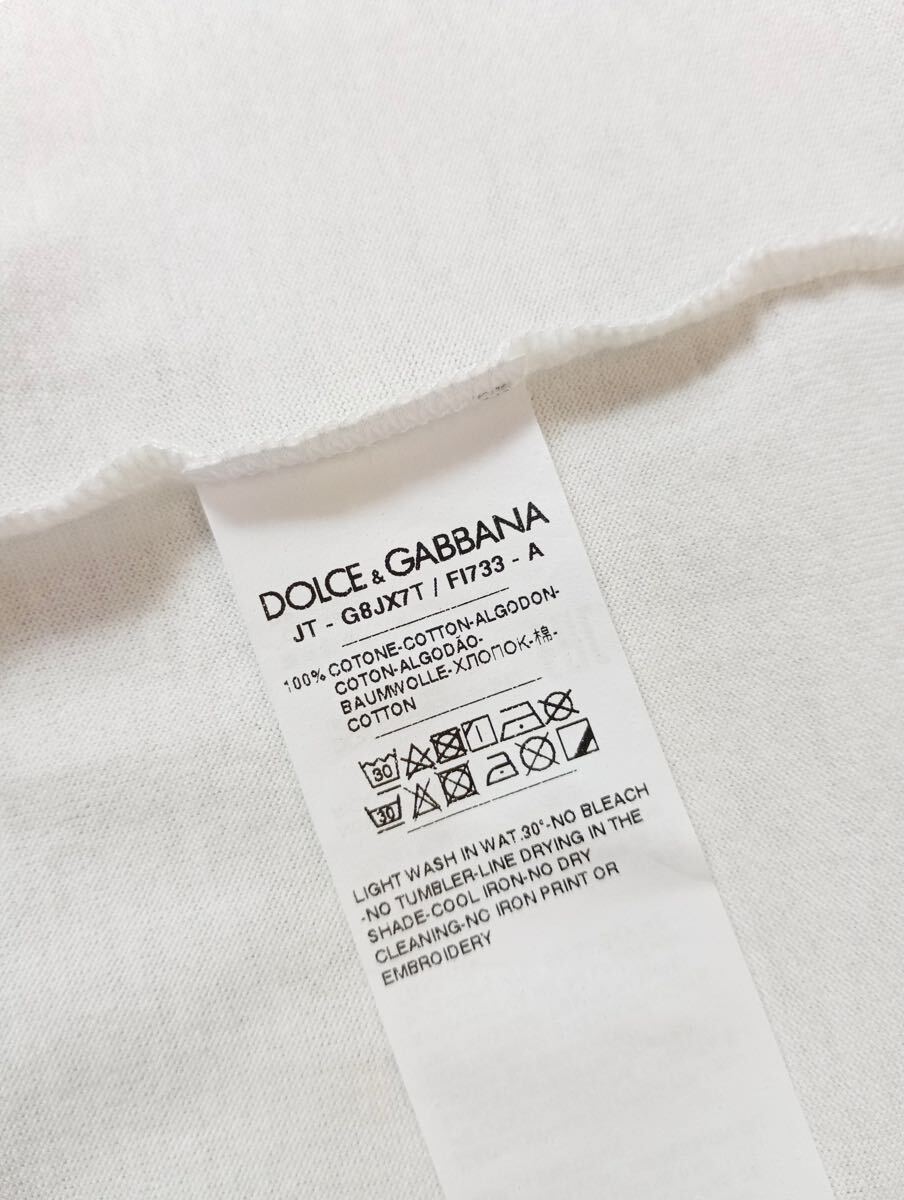 DOLCE & GABBANA
JT - G8JX7T / FI733 - A
100% COTONE-COTTON-ALGODON-
COTON-ALGODÃO-
BAUMWOLLE-ХЛОПОК-棉-
COTTON
30
30
LIGHT WASH IN WAT.30°-NO BLEACH
-NO TUMBLER-LINE DRYING IN THE
SHADE-COOL IRON-NO DRY
CLEANING-NO IRON PRINT OR
EMBROIDERY